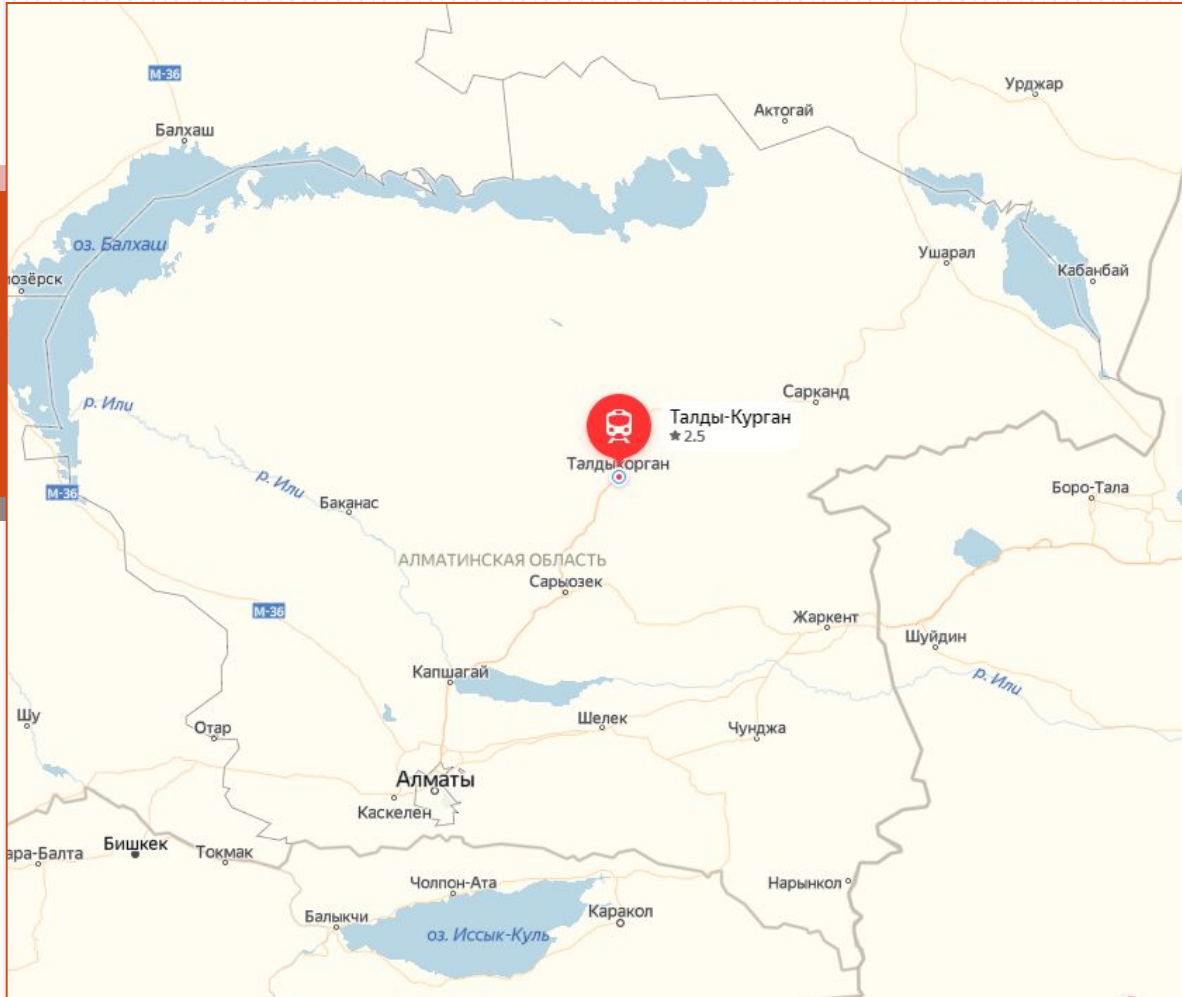 М-36
Урджар
Актогай
Балхаш
оз. Балхаш
Ушарал
Кабанбай
иозёрск
Сарканд
р. Или
Талды-Курган
2.5
Талдыкорган
р. Или
М-36
Боро-Тала
Баканас
АЛМАТИНСКАЯ ОБЛАСТЬ
Сарыозек
М-36
Жаркент
Шуйдин
Капшагай
р. Или
Шу
Отар
Шелек
Чунджа
Алматы
Каскелен
Бишкек
ара-Балта
Токмак
Чолпон-Ата
Нарынкол
Балыкчи
Каракол
оз. Иссык-Куль